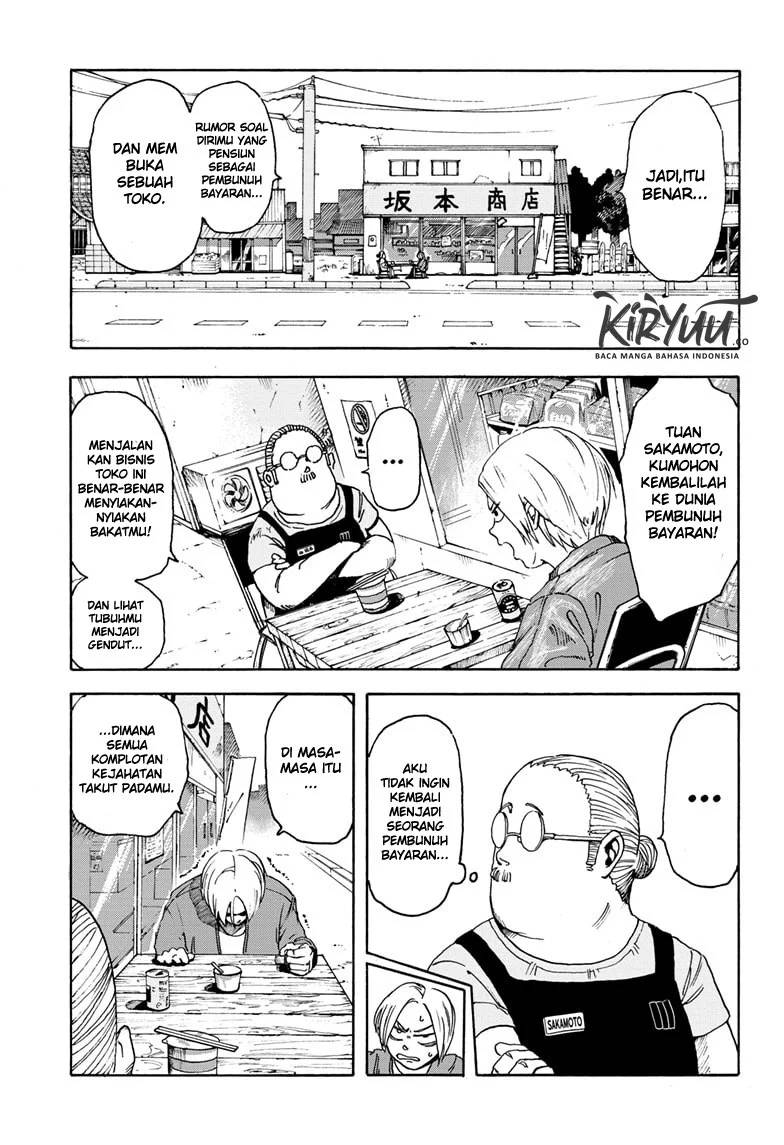 JADI,ITU
BENAR...
RUMOR SOAL
DIRIMU YANG
PENSIUN
SEBAGAI
PEMBUNUH
BAYARAN...
DAN MEM
BUKA
SEBUAH
TOKO.
坂本商店
KIRYUU.CO
BACA MANGA BAHASA INDONESIA
TUAN
SAKAMOTO,
KUMOHON
KEMBALILAH
KE DUNIA
PEMBUNUH
BAYARAN!
...
MENJALAN
KAN BISNIS
TOKO INI
BENAR-BENAR
MENYIAKAN-
NYIAKAN
BAKATMU!
DAN LIHAT
TUBUHMU
MENJADI
GENDUT...
...
AKU
TIDAK INGIN
KEMBALI
MENJADI
SEORANG
PEMBUNUH
BAYARAN...
SAKAMOTO
DI MASA-
MASA ITU
...
...DIMANA
SEMUA
KOMPLOTAN
KEJAHATAN
TAKUT PADAMU.
店